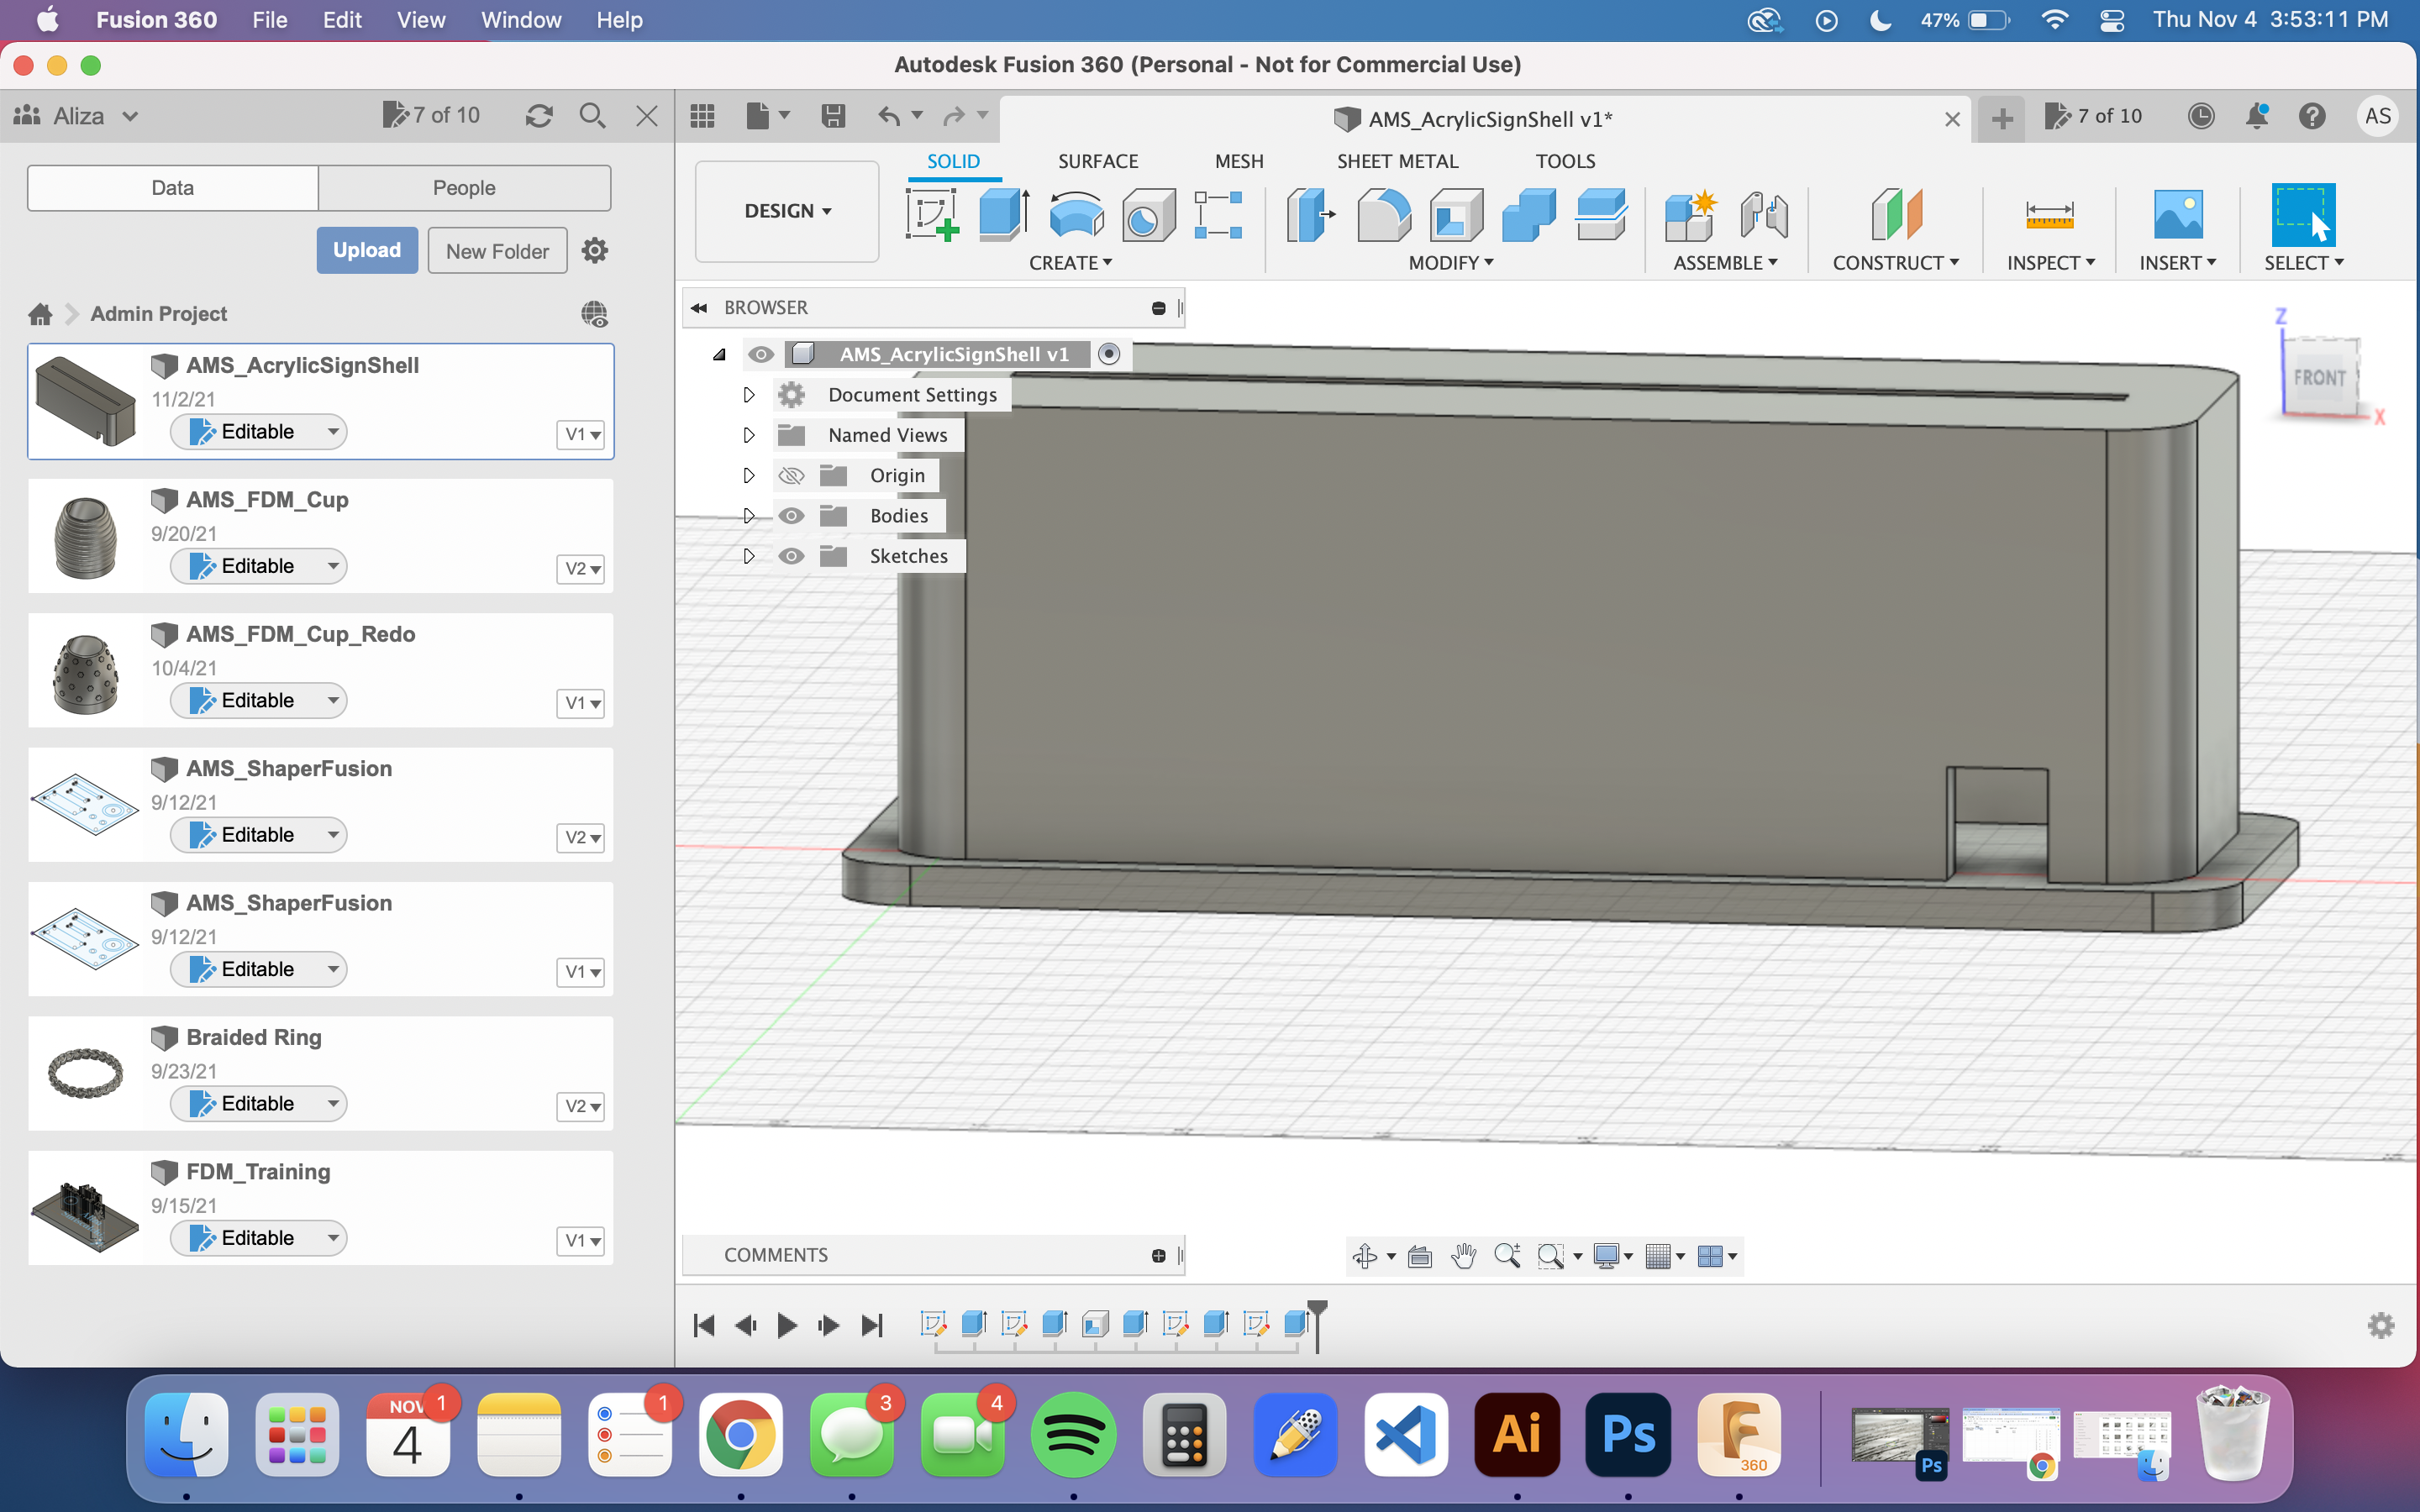 Fusion 360 File Edit View Window Help 47% Thu Nov 4 3:53:11 PM
Autodesk Fusion 360 (Personal - Not for Commercial Use)
Aliza 7 of 10
AMS_AcrylicSignShell v1* 7 of 10 AS
Data People
Upload New Folder
Admin Project
AMS_AcrylicSignShell
11/2/21
Editable V1
AMS_FDM_Cup
9/20/21
Editable V2
AMS_FDM_Cup_Redo
10/4/21
Editable V1
AMS_ShaperFusion
9/12/21
Editable V2
AMS_ShaperFusion
9/12/21
Editable V1
Braided Ring
9/23/21
Editable V2
FDM_Training
9/15/21
Editable V1
DESIGN
SOLID SURFACE MESH SHEET METAL TOOLS
CREATE MODIFY ASSEMBLE CONSTRUCT INSPECT INSERT SELECT
BROWSER
AMS_AcrylicSignShell v1
Document Settings
Named Views
Origin
Bodies
Sketches
Z
FRONT
X
COMMENTS
NOV 1
4
1
3
4
Ai
Ps
360
Ps